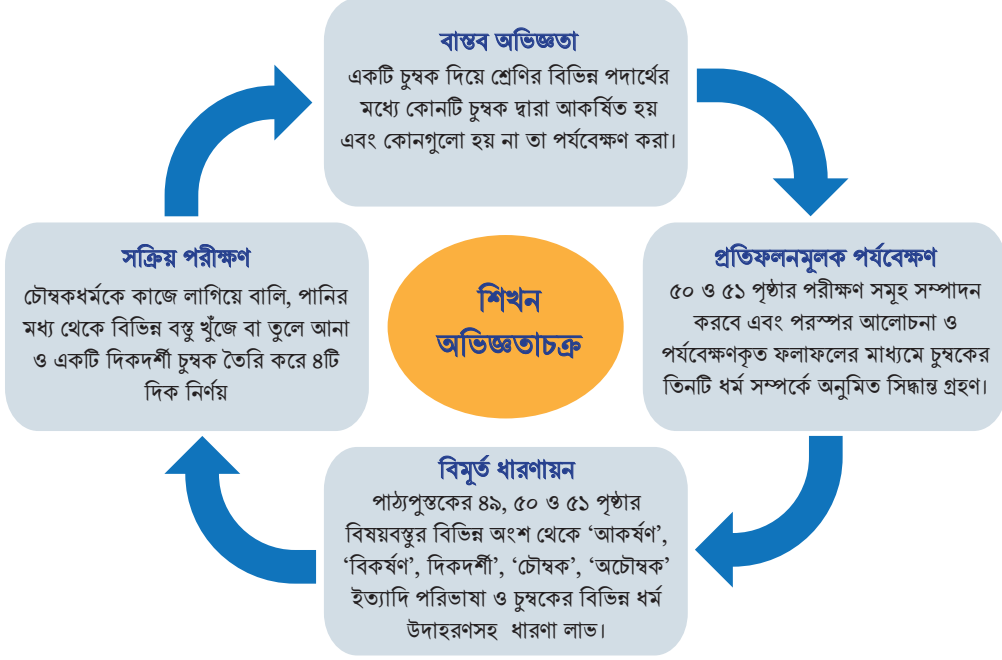 বাস্তব অভিজ্ঞতা
একটি চুম্বক দিয়ে শ্রেণির বিভিন্ন পদার্থের
মধ্যে কোনটি চুম্বক দ্বারা আকর্ষিত হয়
এবং কোনগুলো হয় না তা পর্যবেক্ষণ করা।
প্রতিফলনমূলক পর্যবেক্ষণ
৫০ ও ৫১ পৃষ্ঠার পরীক্ষণ সমূহ সম্পাদন
করবে এবং পরস্পর আলোচনা ও
পর্যবেক্ষণকৃত ফলাফলের মাধ্যমে চুম্বকের
তিনটি ধর্ম সম্পর্কে অনুমিত সিদ্ধান্ত গ্রহণ।
বিমূর্ত ধারণায়ন
পাঠ্যপুস্তকের ৪৯, ৫০ ও ৫১ পৃষ্ঠার
বিষয়বস্তুর বিভিন্ন অংশ থেকে ‘আকর্ষণ’,
‘বিকর্ষণ’, দিকদর্শী’, ‘চৌম্বক’, ‘অচৌম্বক’
ইত্যাদি পরিভাষা ও চুম্বকের বিভিন্ন ধর্ম
উদাহরণসহ ধারণা লাভ।
সক্রিয় পরীক্ষণ
চৌম্বকধর্মকে কাজে লাগিয়ে বালি, পানির
মধ্য থেকে বিভিন্ন বস্তু খুঁজে বা তুলে আনা
ও একটি দিকদর্শী চুম্বক তৈরি করে ৪টি
দিক নির্ণয়
শিখন
অভিজ্ঞতাচক্র